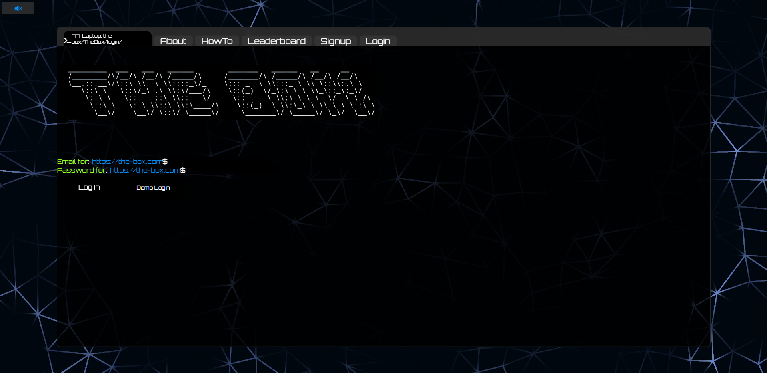 About HowTo Leaderboard Signup Login
The BOX
Email for: https://the-box.com$
Password for: https://the-box.com$
Log In Demo Login